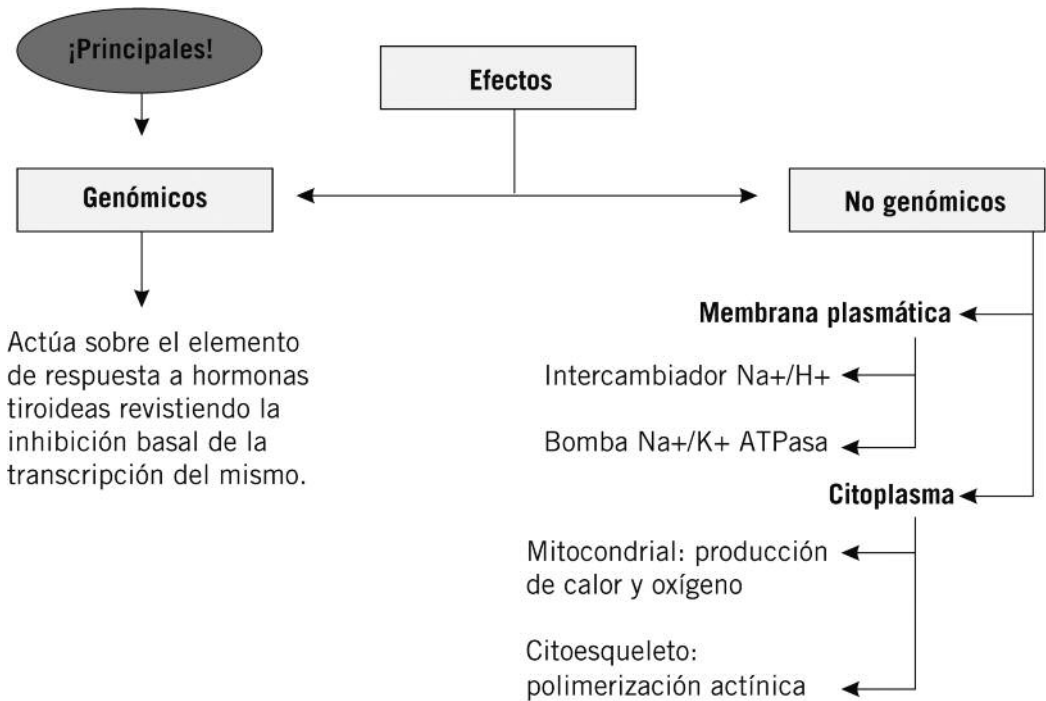 ¡Principales!
Efectos
Genómicos
No genómicos
Actúa sobre el elemento
de respuesta a hormonas
tiroideas revistiendo la
inhibición basal de la
transcripción del mismo.
Membrana plasmática
Intercambiador Na+/H+
Bomba Na+/K+ ATPasa
Citoplasma
Mitocondrial: producción
de calor y oxígeno
Citoesqueleto:
polimerización actínica